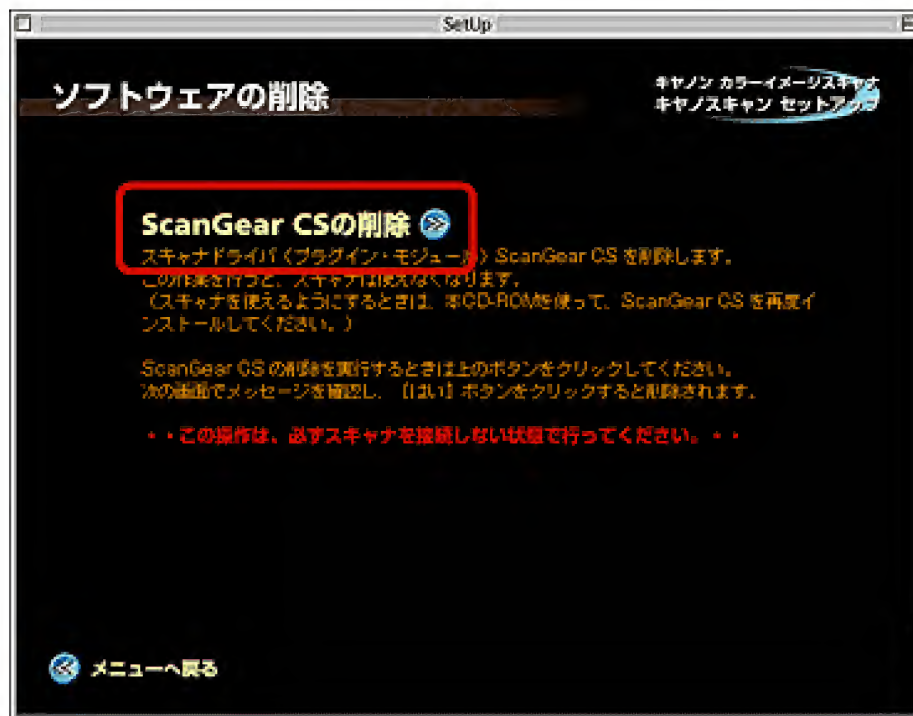 SetUp
ソフトウェアの削除
キヤノン カラーイメージスキャナ
キヤノスキャン セットアップ
ScanGear CSの削除
スキャナドライバ(プラグイン・モジュール) ScanGear CS を削除します。
この作業を行うと、スキャナは使えなくなります。
(スキャナを使えるようにするときは、本CD-ROMを使って、ScanGear CS を再度イ
ンストールしてください。)
ScanGear CS の削除を実行するときは上のボタンをクリックしてください。
次の画面でメッセージを確認し、[はい] ボタンをクリックすると削除されます。
・・この操作は、必ずスキャナを接続しない状態で行ってください。・・
メニューへ戻る